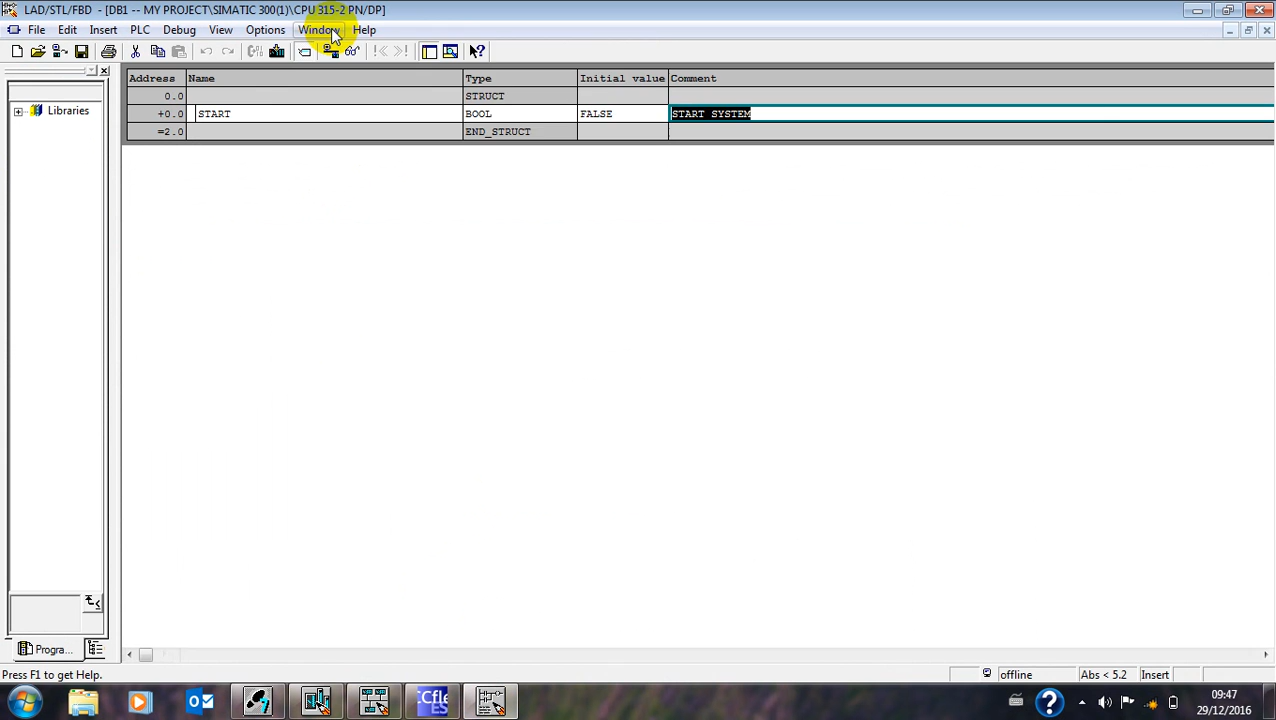 LAD/STL/FBD - [DB1 -- MY PROJECT\SIMATIC 300(1)\CPU 315-2 PN/DP]
File Edit Insert PLC Debug View Options Window Help
Address Name Type Initial value Comment
0.0 STRUCT
+0.0 START BOOL FALSE START SYSTEM
=2.0 END_STRUCT
Libraries
Progra...
Press F1 to get Help.
offline Abs < 5.2 Insert
Cfle
ES
09:47
29/12/2016